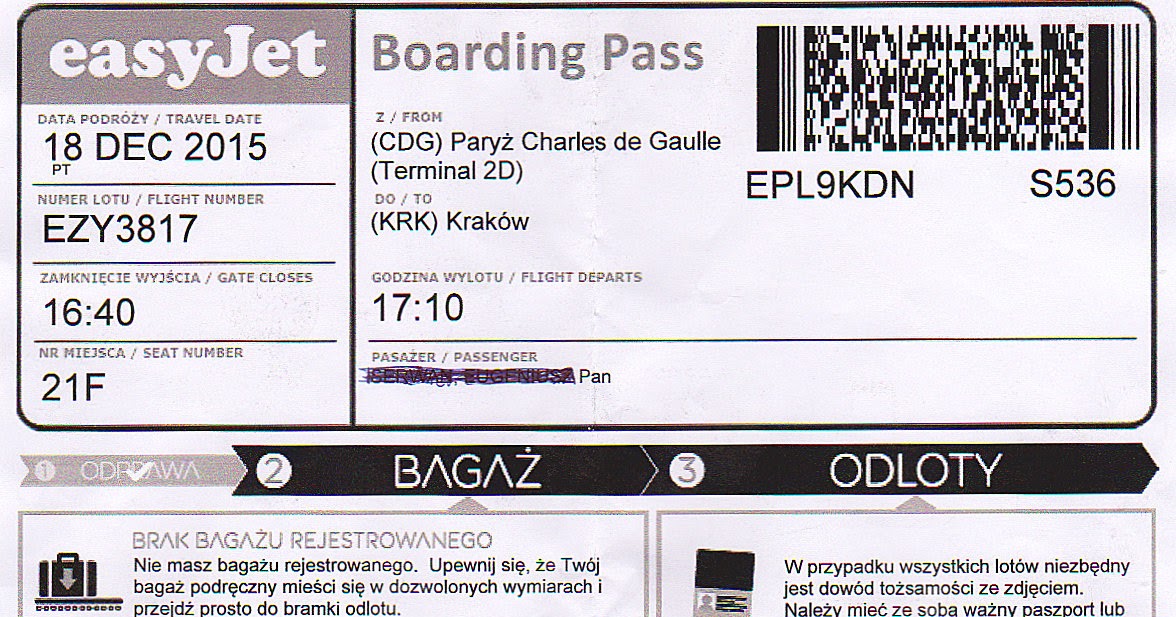 easyJet
Boarding Pass
DATA PODRÓŻY / TRAVEL DATE
18 DEC 2015
PT
NUMER LOTU / FLIGHT NUMBER
EZY3817
ZAMKNIĘCIE WYJŚCIA / GATE CLOSES
16:40
NR MIEJSCA / SEAT NUMBER
21F
Z / FROM
(CDG) Paryż Charles de Gaulle
(Terminal 2D)
DO / TO
(KRK) Kraków
GODZINA WYLOTU / FLIGHT DEPARTS
17:10
PASAŻER / PASSENGER
Pan
EPL9KDN S536
1 ODPRAWA
2 BAGAŻ
3 ODLOTY
BRAK BAGAŻU REJESTROWANEGO
Nie masz bagażu rejestrowanego. Upewnij się, że Twój
bagaż podręczny mieści się w dozwolonych wymiarach i
przejdź prosto do bramki odlotu.
W przypadku wszystkich lotów niezbędny
jest dowód tożsamości ze zdjęciem.
Należy mieć ze sobą ważny paszport lub